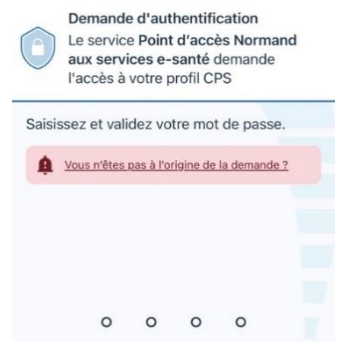 Demande d'authentification
Le service Point d'accès Normand
aux services e-santé demande
l'accès à votre profil CPS
Saisissez et validez votre mot de passe.
Vous n'êtes pas à l'origine de la demande ?